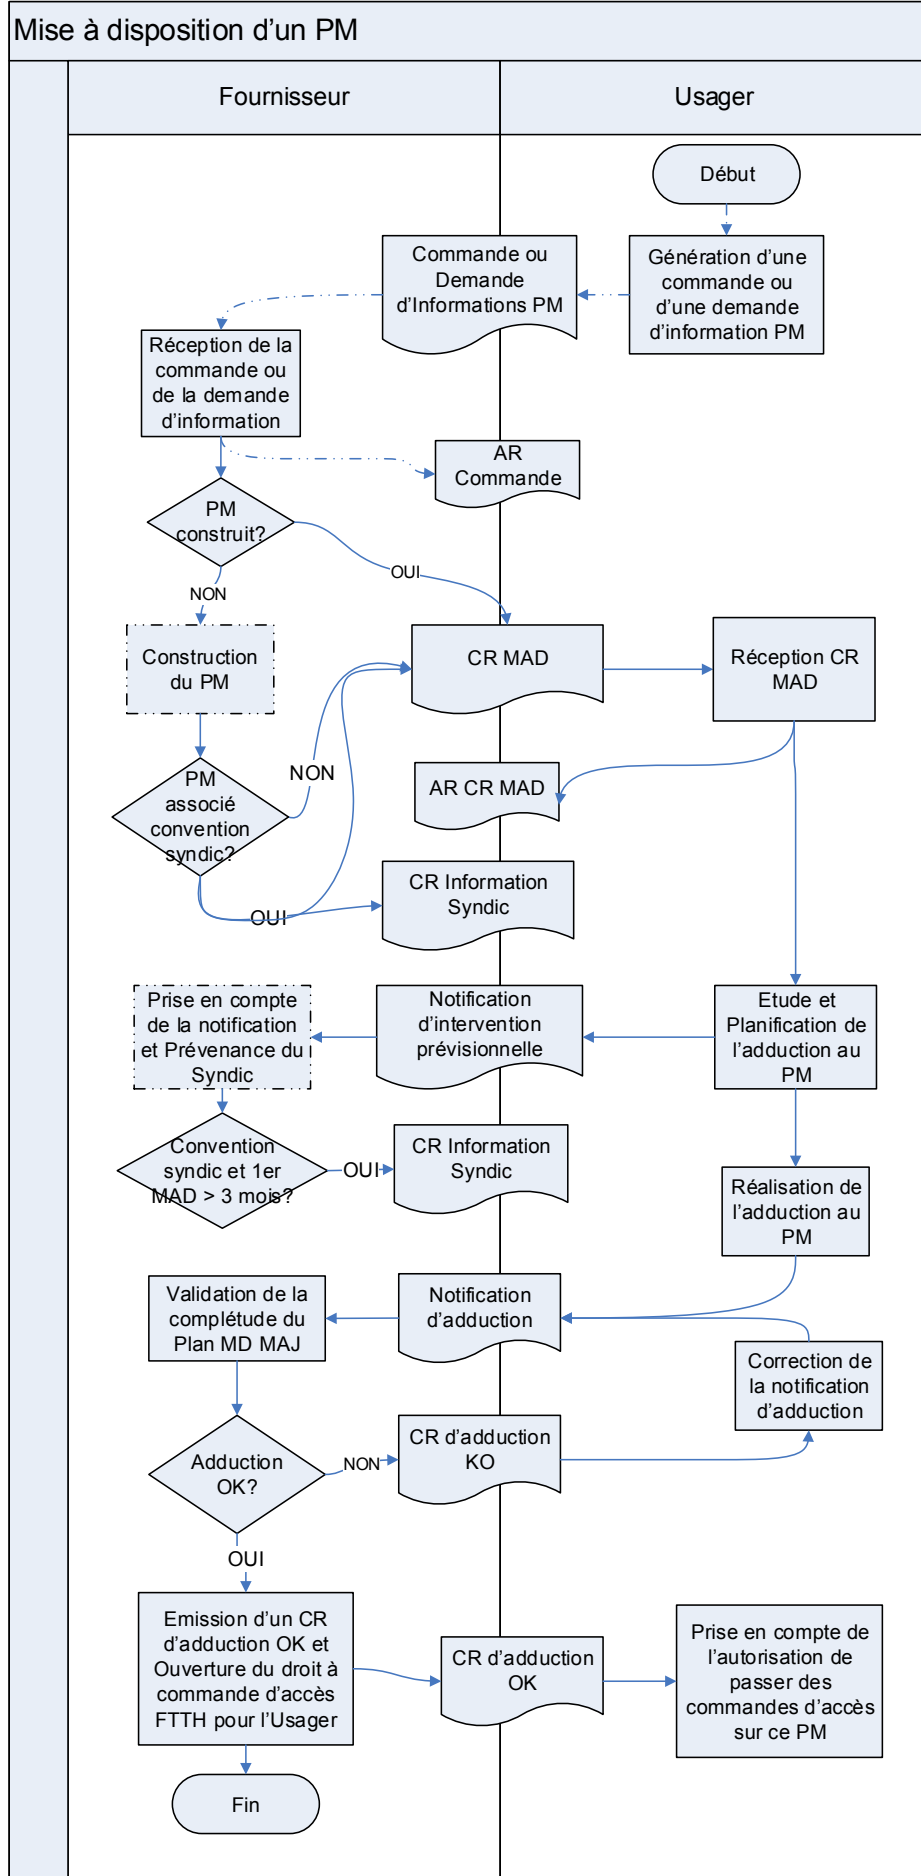 Mise à disposition d'un PM
Fournisseur
Usager
Début
Génération d'une
commande ou
d'une demande
d'information PM
Commande ou
Demande
d'Informations PM
Réception de la
commande ou
de la demande
d'information
AR
Commande
PM
construit?
OUI
NON
Construction
du PM
CR MAD
Réception CR
MAD
PM
associé
convention
syndic?
NON
AR CR MAD
OUI
CR Information
Syndic
Etude et
Planification de
l'adduction au
PM
Notification
d'intervention
prévisionnelle
Prise en compte
de la notification
et Prévenance du
Syndic
Convention
syndic et 1er
MAD > 3 mois?
OUI
CR Information
Syndic
Réalisation de
l'adduction au
PM
Notification
d'adduction
Validation de la
complétude du
Plan MD MAJ
Correction de
la notification
d'adduction
Adduction
OK?
NON
CR d'adduction
KO
OUI
Emission d'un CR
d'adduction OK et
Ouverture du droit à
commande d'accès
FTTH pour l'Usager
CR d'adduction
OK
Prise en compte de
l'autorisation de
passer des
commandes d'accès
sur ce PM
Fin